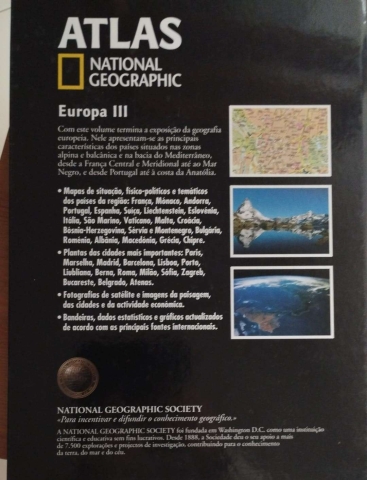 ATLAS
NATIONAL
GEOGRAPHIC
Europa III
Com este volume termina a exposição da geografia
europeia. Nele apresentam-se as principais
características dos países situados nas zonas
alpina e balcânica e na bacia do Mediterrâneo,
desde a França Central e Meridional até ao Mar
Negro, e desde Portugal até à costa da Anatólia.
• Mapas de situação, físico-políticos e temáticos
dos países da região: França, Mónaco, Andorra,
Portugal, Espanha, Suíça, Liechtenstein, Eslovénia,
Itália, São Marino, Vaticano, Malta, Croácia,
Bósnia-Herzegovina, Sérvia e Montenegro, Bulgária,
Roménia, Albânia, Macedónia, Grécia, Chipre.
• Plantas das cidades mais importantes: Paris,
Marselha, Madrid, Barcelona, Lisboa, Porto,
Liubliana, Berna, Roma, Milão, Sófia, Zagreb,
Bucareste, Belgrado, Atenas.
• Fotografias de satélite e imagens da paisagem,
das cidades e da actividade económica.
• Bandeiras, dados estatísticos e gráficos actualizados
de acordo com as principais fontes internacionais.
NATIONAL GEOGRAPHIC SOCIETY
«Para incentivar e difundir o conhecimento geográfico.»
A NATIONAL GEOGRAPHIC SOCIETY foi fundada em Washington D.C. como uma instituição
científica e educativa sem fins lucrativos. Desde 1888, a Sociedade deu o seu apoio a mais
de 7.500 explorações e projectos de investigação, contribuindo para o conhecimento
da terra, do mar e do céu.